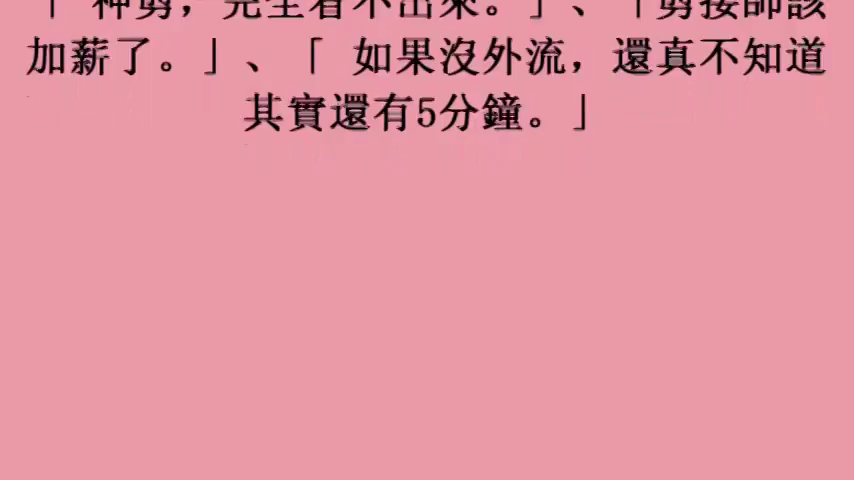 「 神剪，完全看不出來。」、「剪接師該
加薪了。」、「 如果沒外流，還真不知道
其實還有5分鐘。」